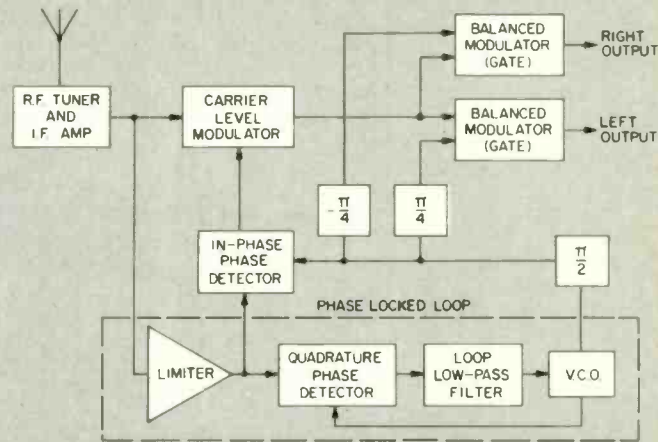 R.F. TUNER
AND
I.F. AMP
CARRIER
LEVEL
MODULATOR
BALANCED
MODULATOR
(GATE)
RIGHT
OUTPUT
BALANCED
MODULATOR
(GATE)
LEFT
OUTPUT
-π/4
π/4
IN-PHASE
PHASE
DETECTOR
π/2
PHASE LOCKED LOOP
LIMITER
QUADRATURE
PHASE
DETECTOR
LOOP
LOW-PASS
FILTER
V.C.O.